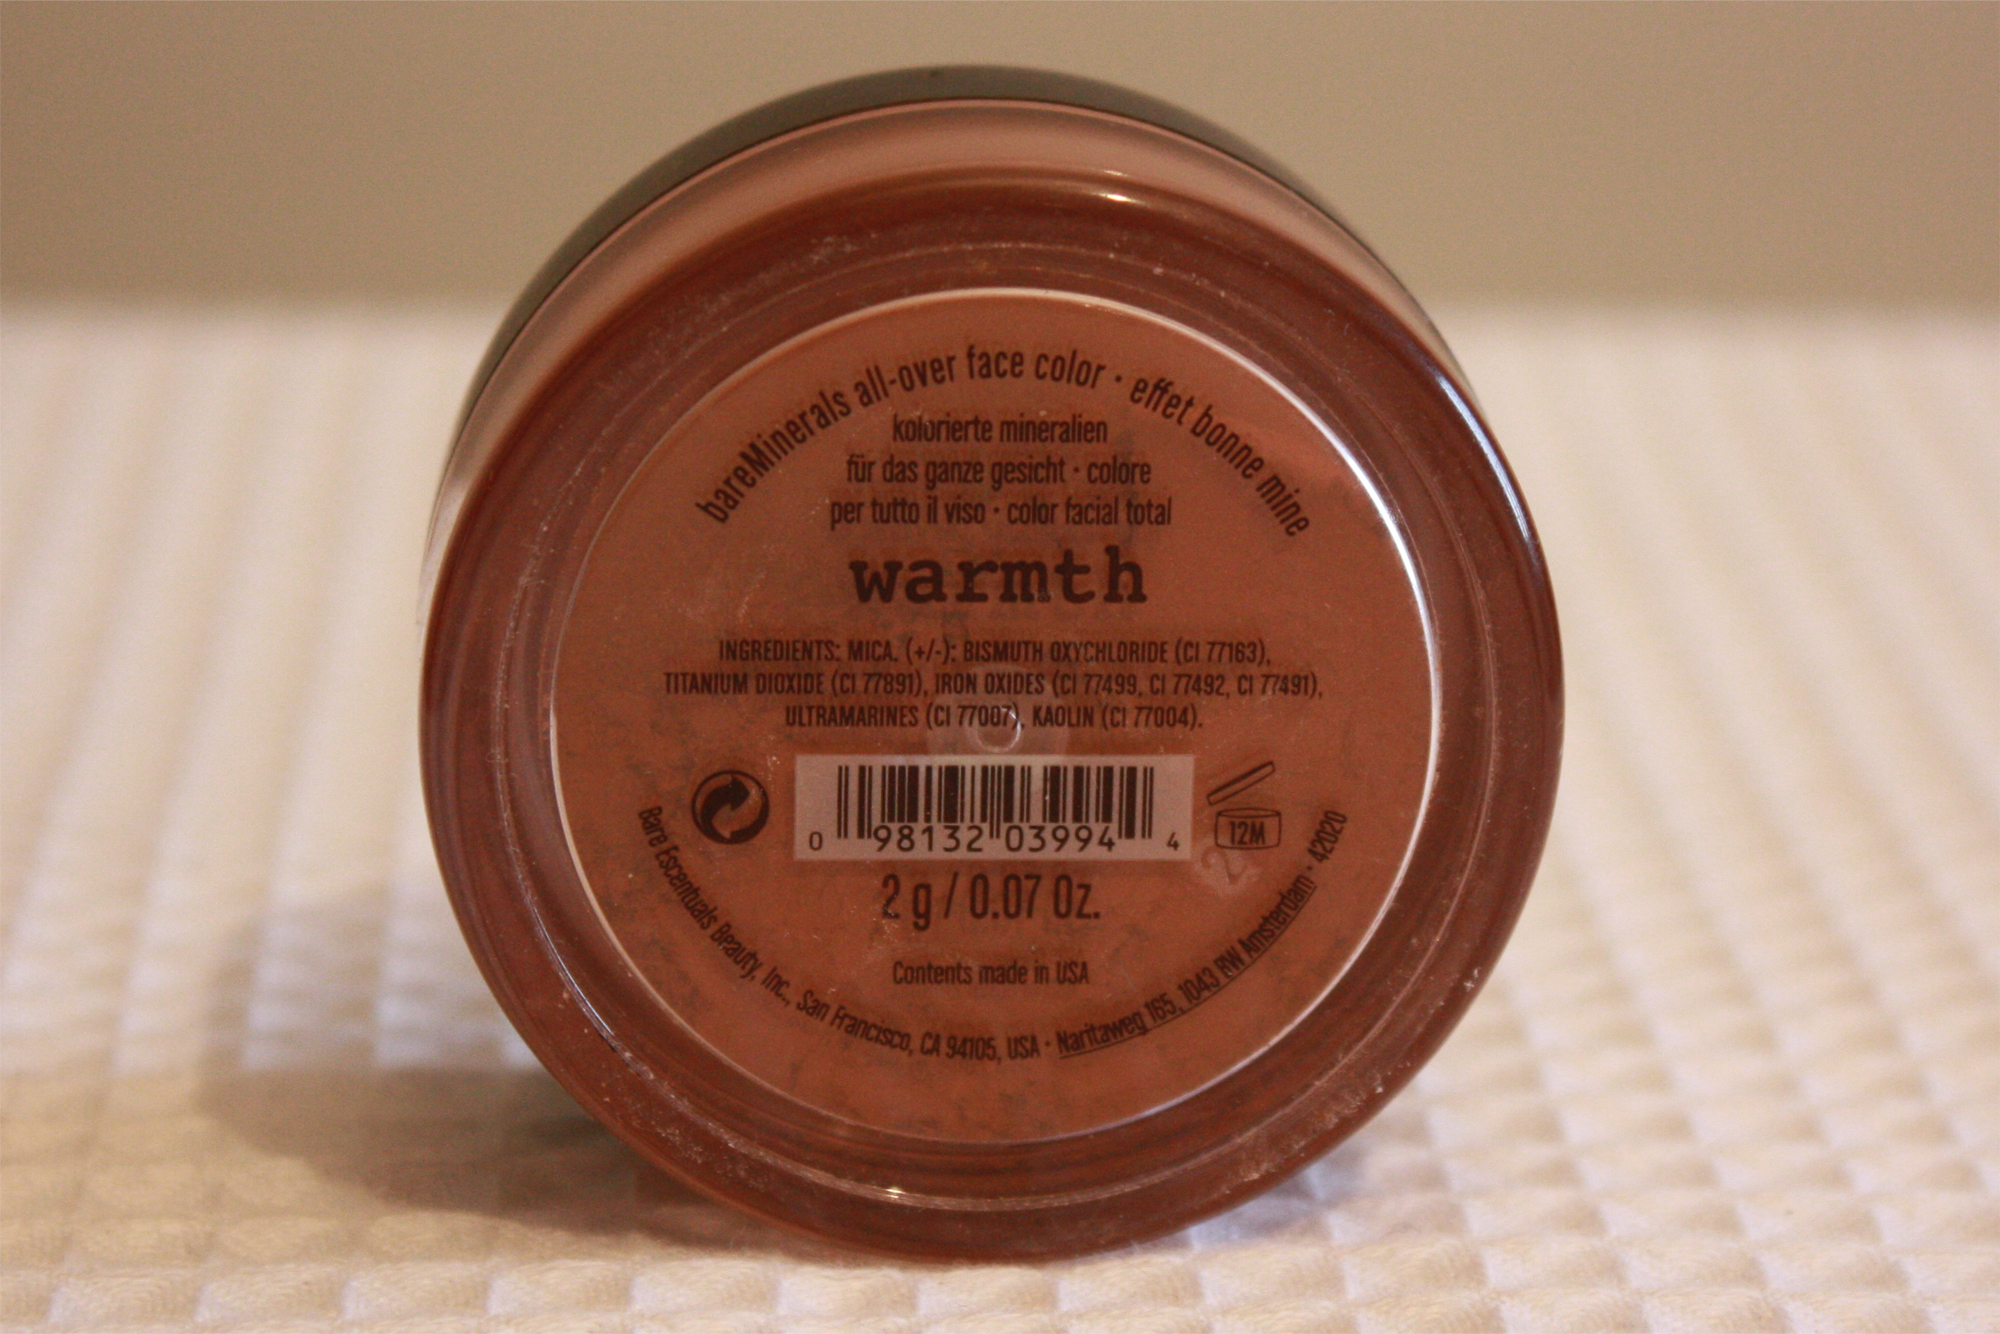 bareMinerals all-over face color · effet bonne mine
kolorierte mineralien
für das ganze gesicht · colore
per tutto il viso · color facial total
warmth
INGREDIENTS: MICA. (+/-): BISMUTH OXYCHLORIDE (CI 77163),
TITANIUM DIOXIDE (CI 77891), IRON OXIDES (CI 77499, CI 77492, CI 77491),
ULTRAMARINES (CI 77007), KAOLIN (CI 77004).
0 98132 03994 4
12M
2 g / 0.07 Oz.
Contents made in USA
Bare Escentuals Beauty, Inc., San Francisco, CA 94105, USA · Naritaweg 165, 1043 BW Amsterdam · 42020